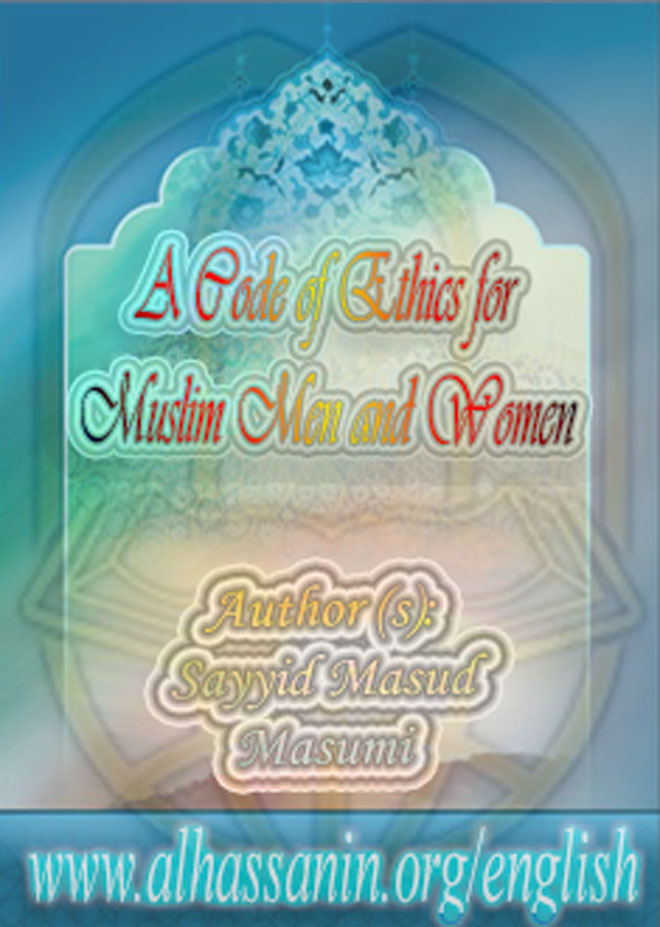 A Code of Ethics for
Muslim Men and Women
Author (s):
Sayyid Masud
Masumi
www.alhassanin.org/english